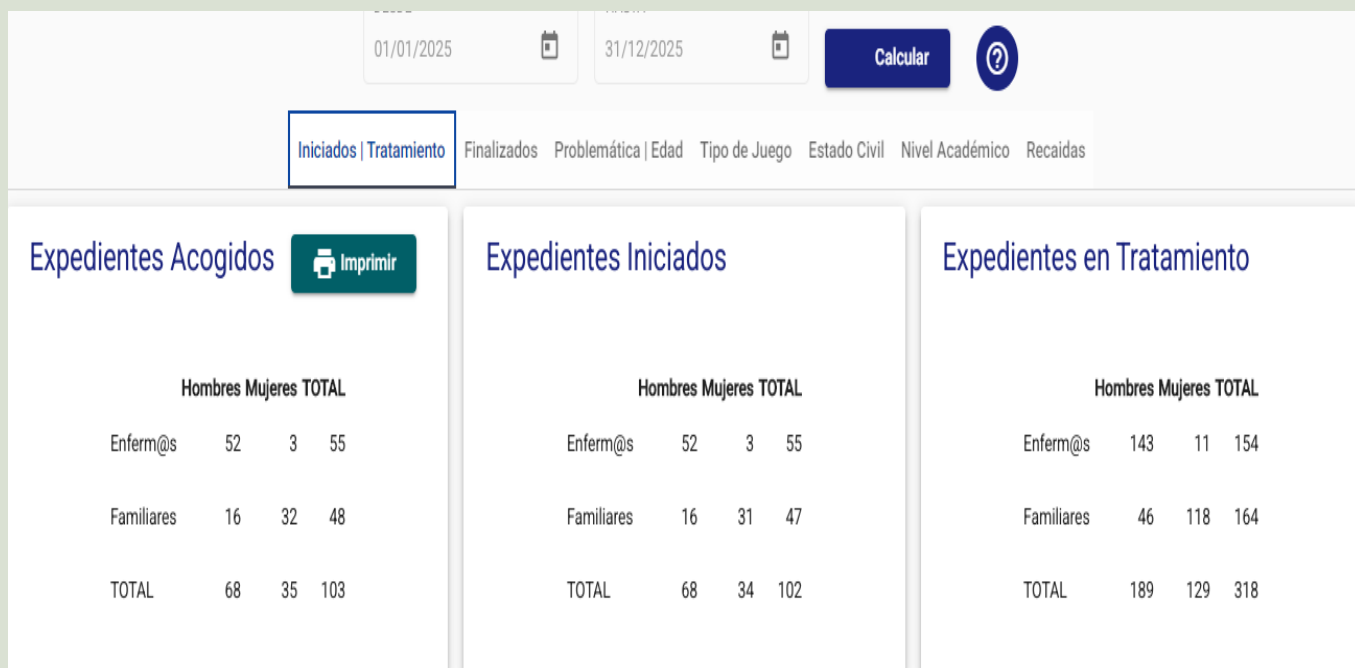 01/01/2025
31/12/2025
Calcular
Iniciados | Tratamiento Finalizados Problemática | Edad Tipo de Juego Estado Civil Nivel Académico Recaidas
Expedientes Acogidos
Imprimir
Hombres Mujeres TOTAL
Enferm@s 52 3 55
Familiares 16 32 48
TOTAL 68 35 103
Expedientes Iniciados
Hombres Mujeres TOTAL
Enferm@s 52 3 55
Familiares 16 31 47
TOTAL 68 34 102
Expedientes en Tratamiento
Hombres Mujeres TOTAL
Enferm@s 143 11 154
Familiares 46 118 164
TOTAL 189 129 318